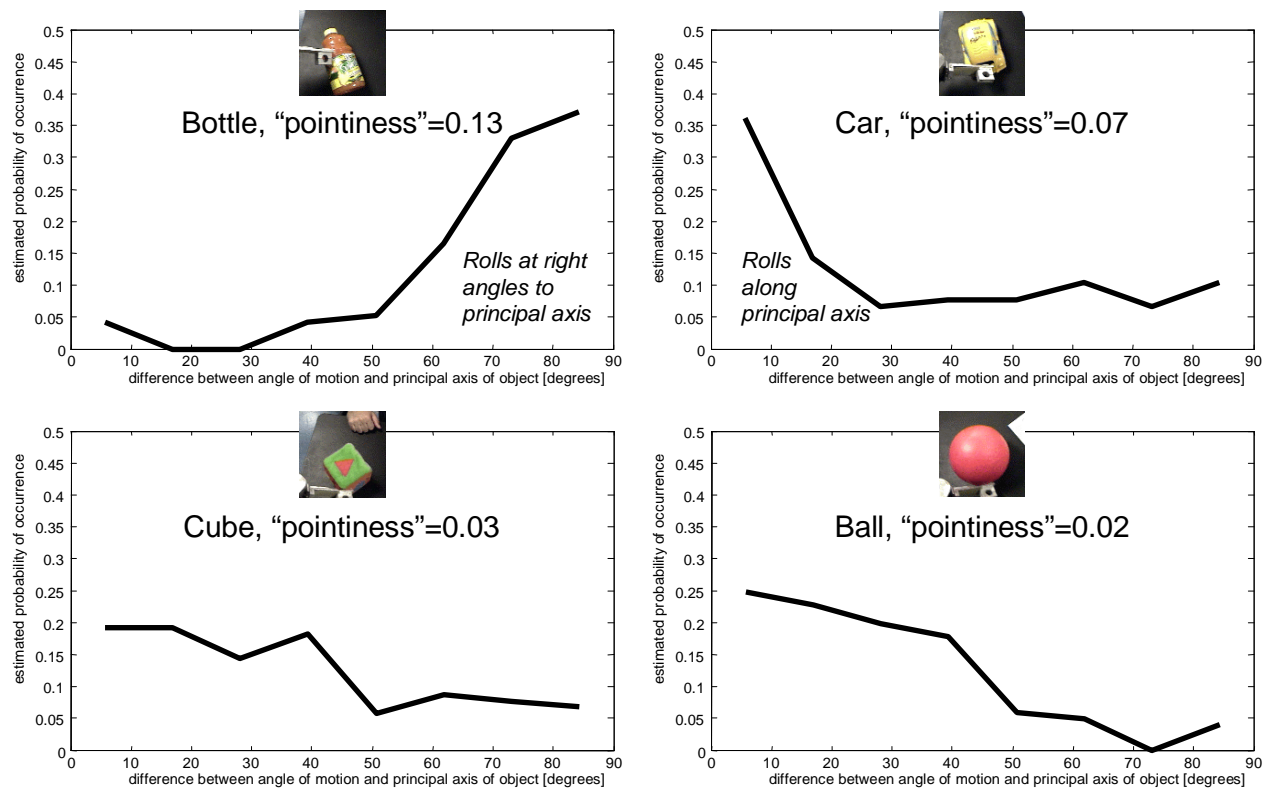 0.5
0.45
0.4
0.35
0.3
0.25
0.2
0.15
0.1
0.05
0
estimated probability of occurrence
Bottle, “pointiness”=0.13
Rolls at right
angles to
principal axis
0 10 20 30 40 50 60 70 80 90
difference between angle of motion and principal axis of object [degrees]
0.5
0.45
0.4
0.35
0.3
0.25
0.2
0.15
0.1
0.05
0
estimated probability of occurrence
Car, “pointiness”=0.07
Rolls
along
principal axis
0 10 20 30 40 50 60 70 80 90
difference between angle of motion and principal axis of object [degrees]
0.5
0.45
0.4
0.35
0.3
0.25
0.2
0.15
0.1
0.05
0
estimated probability of occurrence
Cube, “pointiness”=0.03
0 10 20 30 40 50 60 70 80 90
difference between angle of motion and principal axis of object [degrees]
0.5
0.45
0.4
0.35
0.3
0.25
0.2
0.15
0.1
0.05
0
estimated probability of occurrence
Ball, “pointiness”=0.02
0 10 20 30 40 50 60 70 80 90
difference between angle of motion and principal axis of object [degrees]